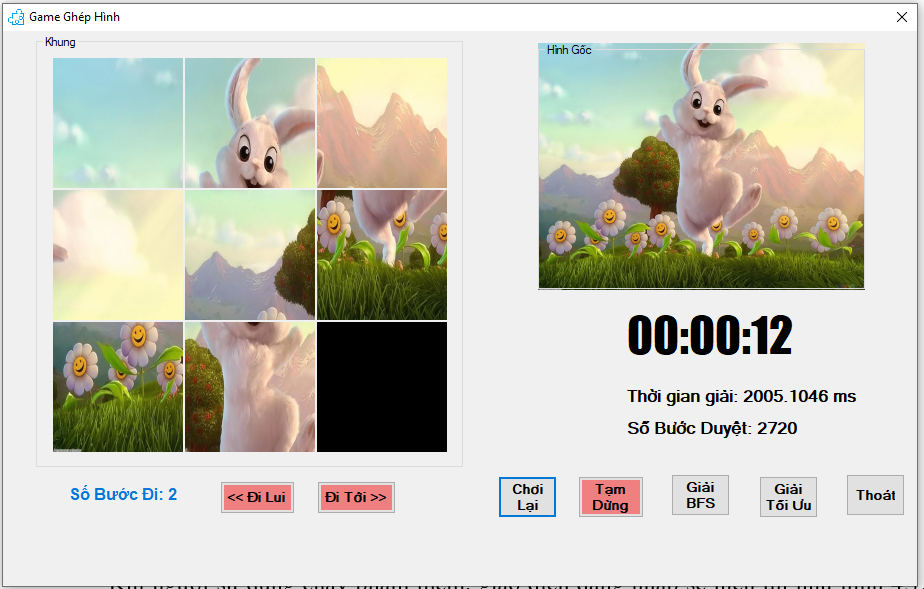 Game Ghép Hình
Khung
Hình Gốc
00:00:12
Thời gian giải: 2005.1046 ms
Số Bước Duyệt: 2720
Số Bước Đi: 2
<< Đi Lui
Đi Tới >>
Chơi
Lại
Tạm
Dừng
Giải
BFS
Giải
Tối Ưu
Thoát